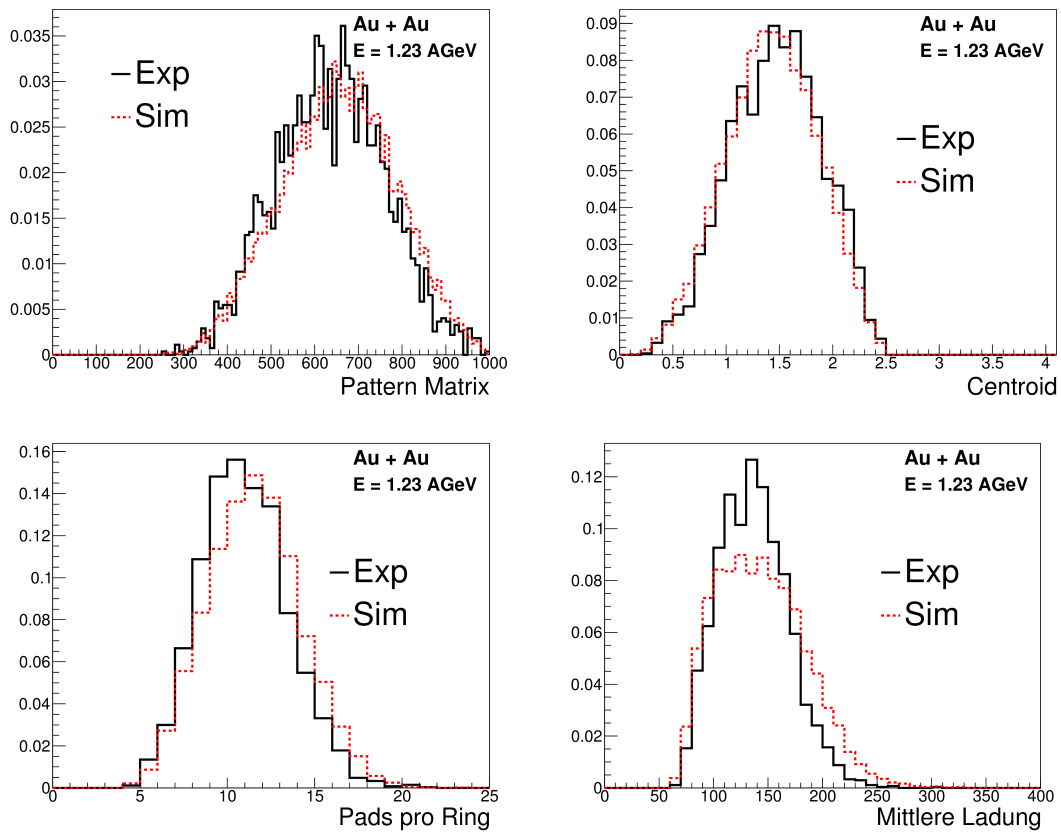 Au + Au
E = 1.23 AGeV
Exp
Sim
0.035
0.03
0.025
0.02
0.015
0.01
0.005
0
0 100 200 300 400 500 600 700 800 900 1000
Pattern Matrix
Au + Au
E = 1.23 AGeV
Exp
Sim
0.09
0.08
0.07
0.06
0.05
0.04
0.03
0.02
0.01
0
0 0.5 1 1.5 2 2.5 3 3.5 4
Centroid
Au + Au
E = 1.23 AGeV
Exp
Sim
0.16
0.14
0.12
0.1
0.08
0.06
0.04
0.02
0
0 5 10 15 20 25
Pads pro Ring
Au + Au
E = 1.23 AGeV
Exp
Sim
0.12
0.1
0.08
0.06
0.04
0.02
0
0 50 100 150 200 250 300 350 400
Mittlere Ladung